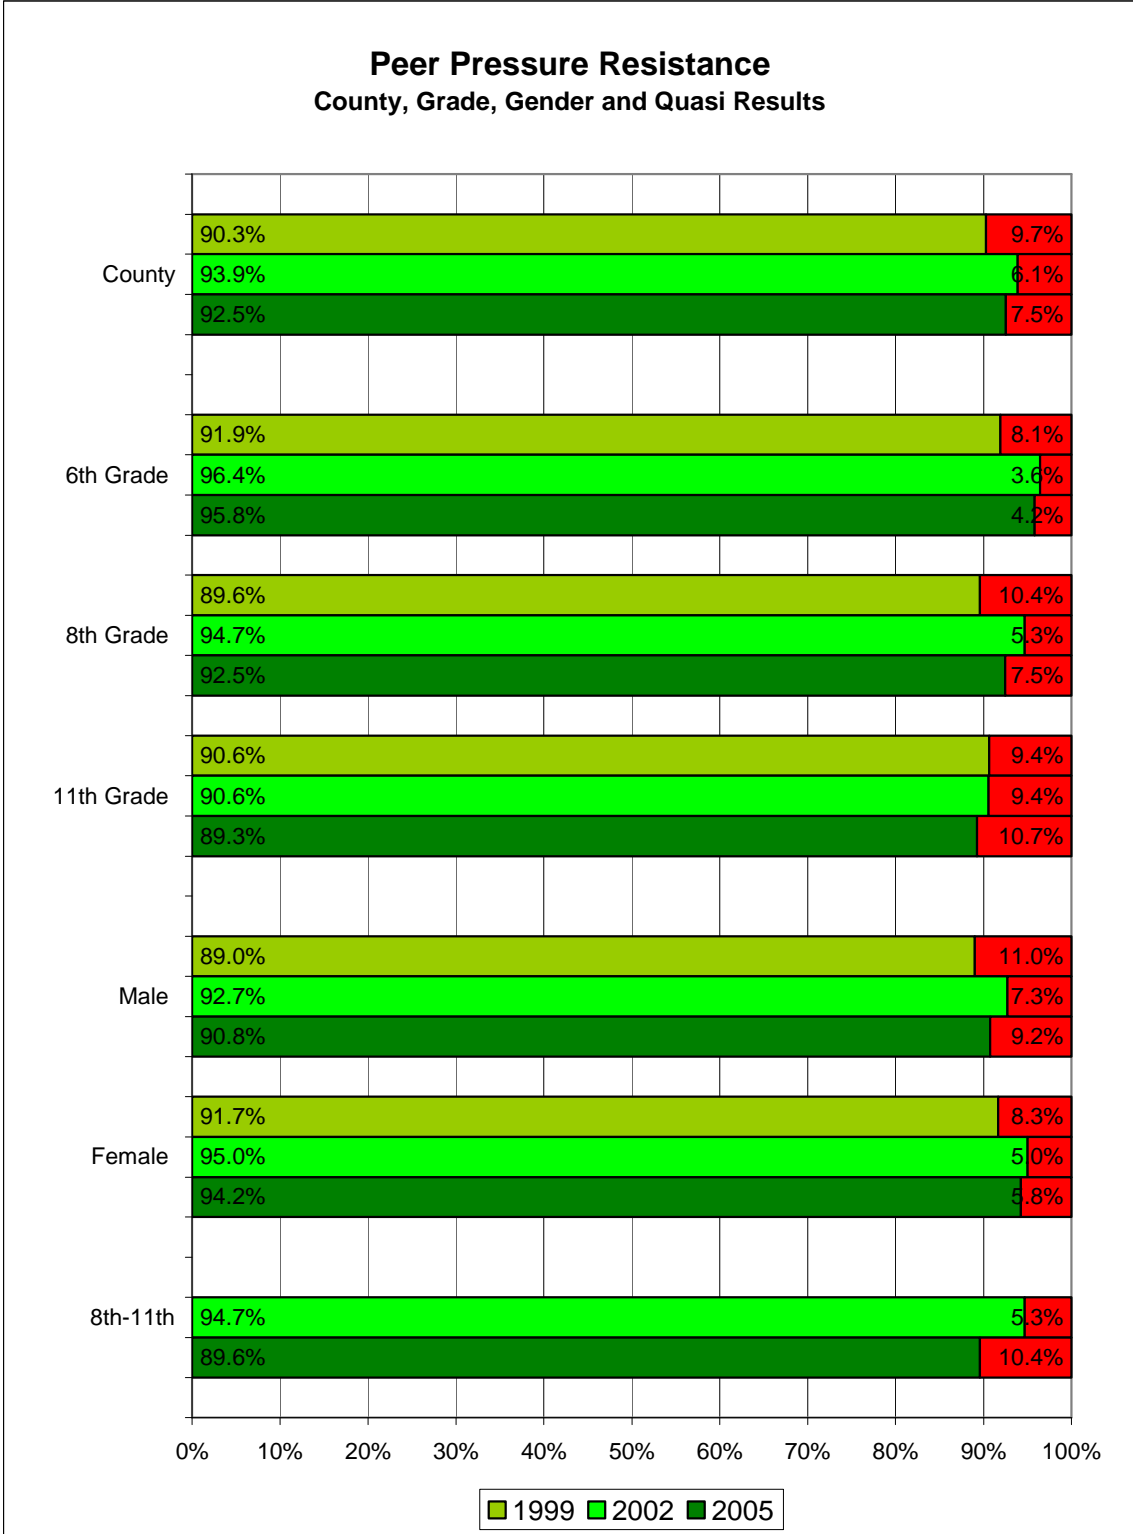 Peer Pressure Resistance
County, Grade, Gender and Quasi Results
90.3% 9.7%
County 93.9% 6.1%
92.5% 7.5%
91.9% 8.1%
6th Grade 96.4% 3.6%
95.8% 4.2%
89.6% 10.4%
8th Grade 94.7% 5.3%
92.5% 7.5%
90.6% 9.4%
11th Grade 90.6% 9.4%
89.3% 10.7%
89.0% 11.0%
Male 92.7% 7.3%
90.8% 9.2%
91.7% 8.3%
Female 95.0% 5.0%
94.2% 5.8%
8th-11th 94.7% 5.3%
89.6% 10.4%
0% 10% 20% 30% 40% 50% 60% 70% 80% 90% 100%
1999 2002 2005